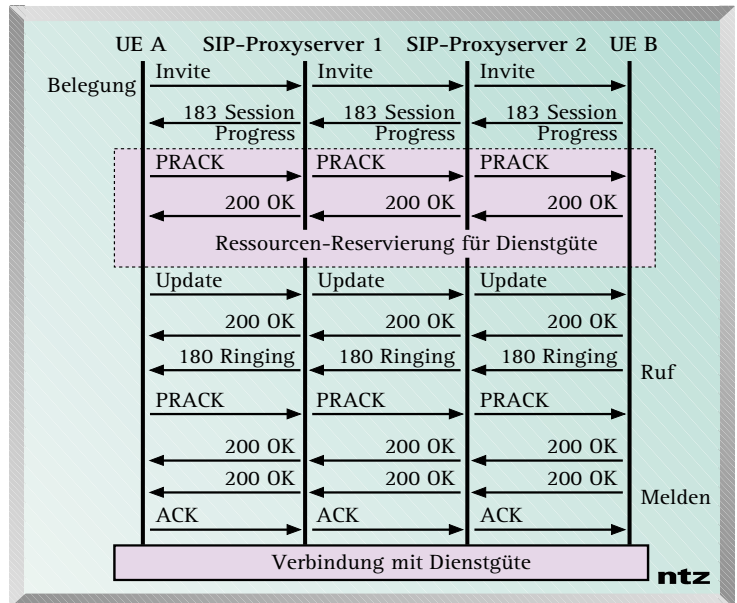 UE A SIP-Proxyserver 1 SIP-Proxyserver 2 UE B
Belegung Invite Invite Invite
183 Session Progress 183 Session Progress 183 Session Progress
PRACK PRACK PRACK
200 OK 200 OK 200 OK
Ressourcen-Reservierung für Dienstgüte
Update Update Update
200 OK 200 OK 200 OK
180 Ringing 180 Ringing 180 Ringing
Ruf
PRACK PRACK PRACK
200 OK 200 OK 200 OK
200 OK 200 OK 200 OK
Melden
ACK ACK ACK
Verbindung mit Dienstgüte
ntz